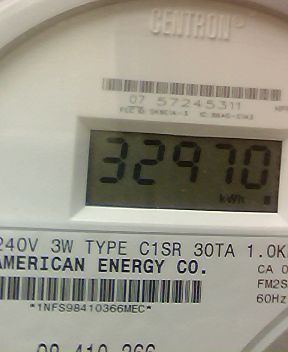 CENTRON®
07 57245311
32970
kWh
240V 3W TYPE C1SR 30TA 1.0K
AMERICAN ENERGY CO.
CA 0
FM2S
60Hz
*1NFS98410366MEC*